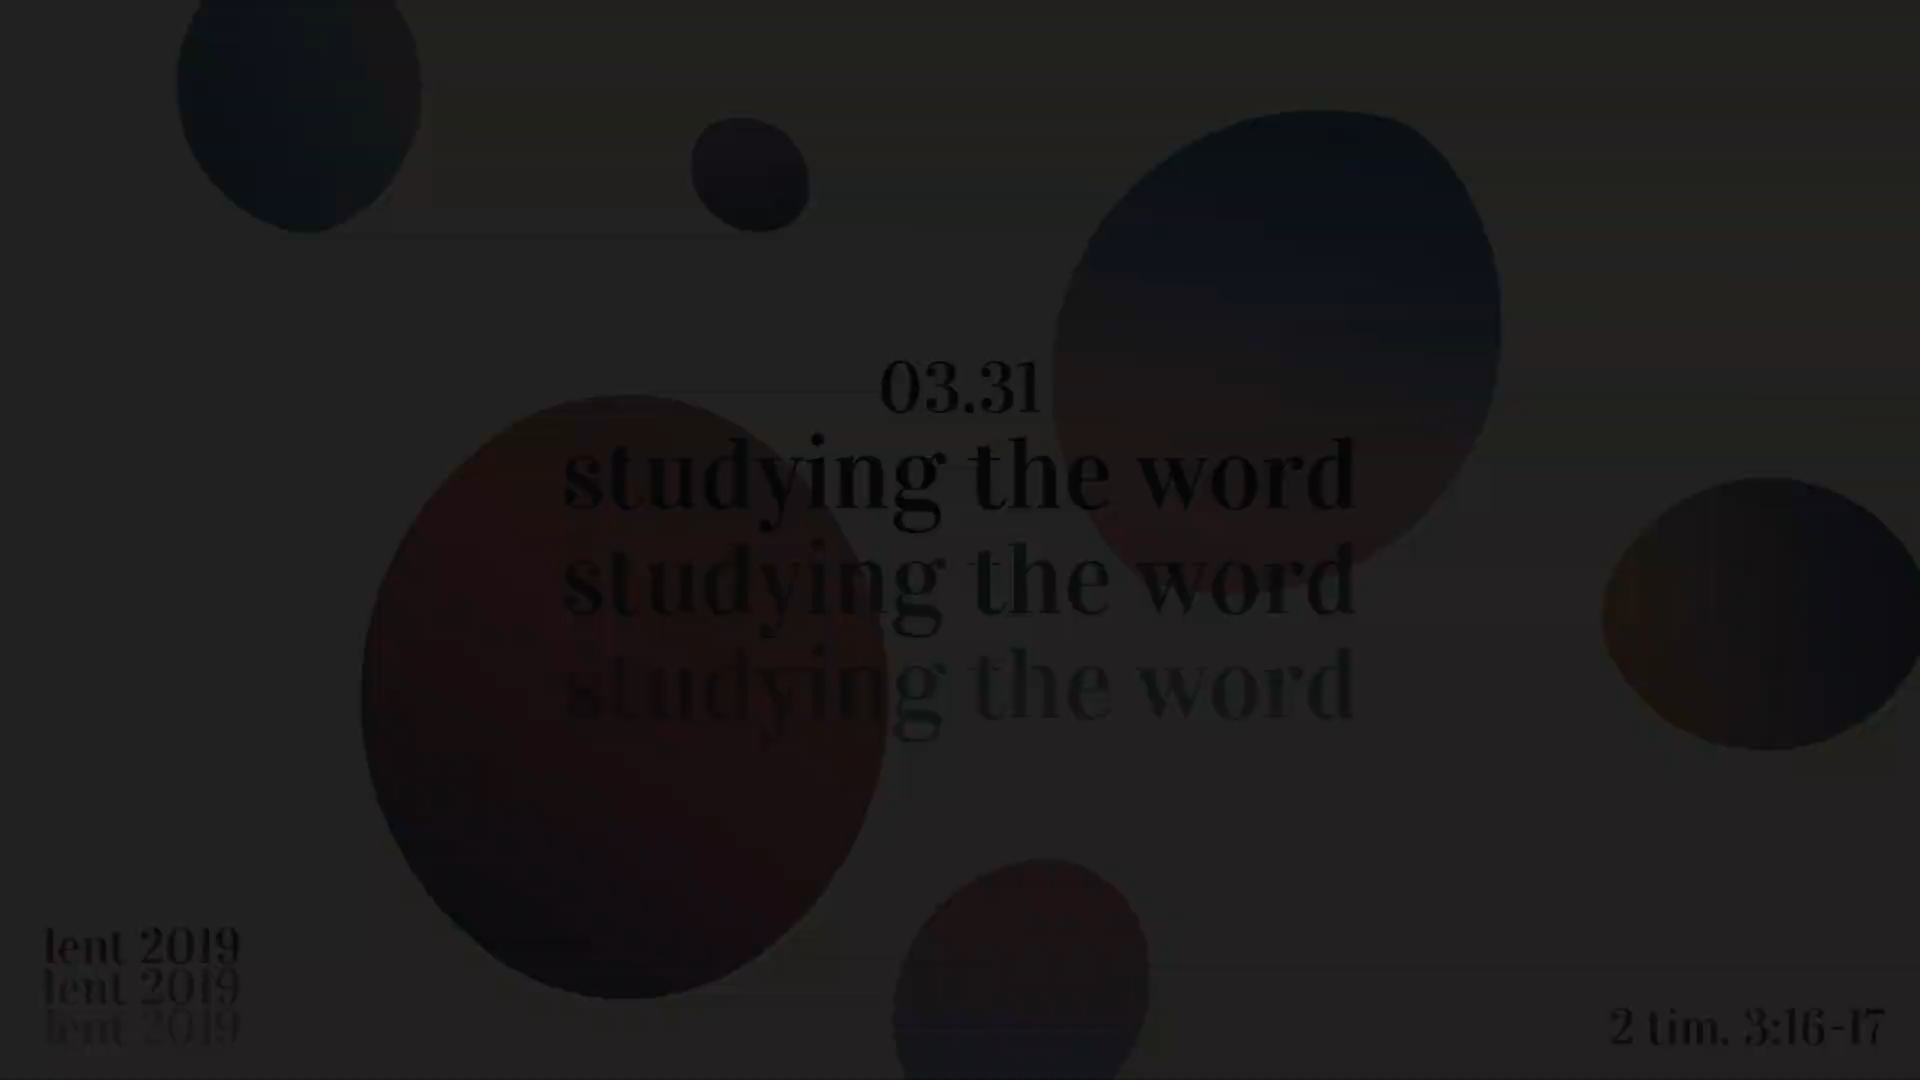 03.31
studying the word
studying the word
studying the word
lent 2019
lent 2019
lent 2019
2 tim. 3:16-17